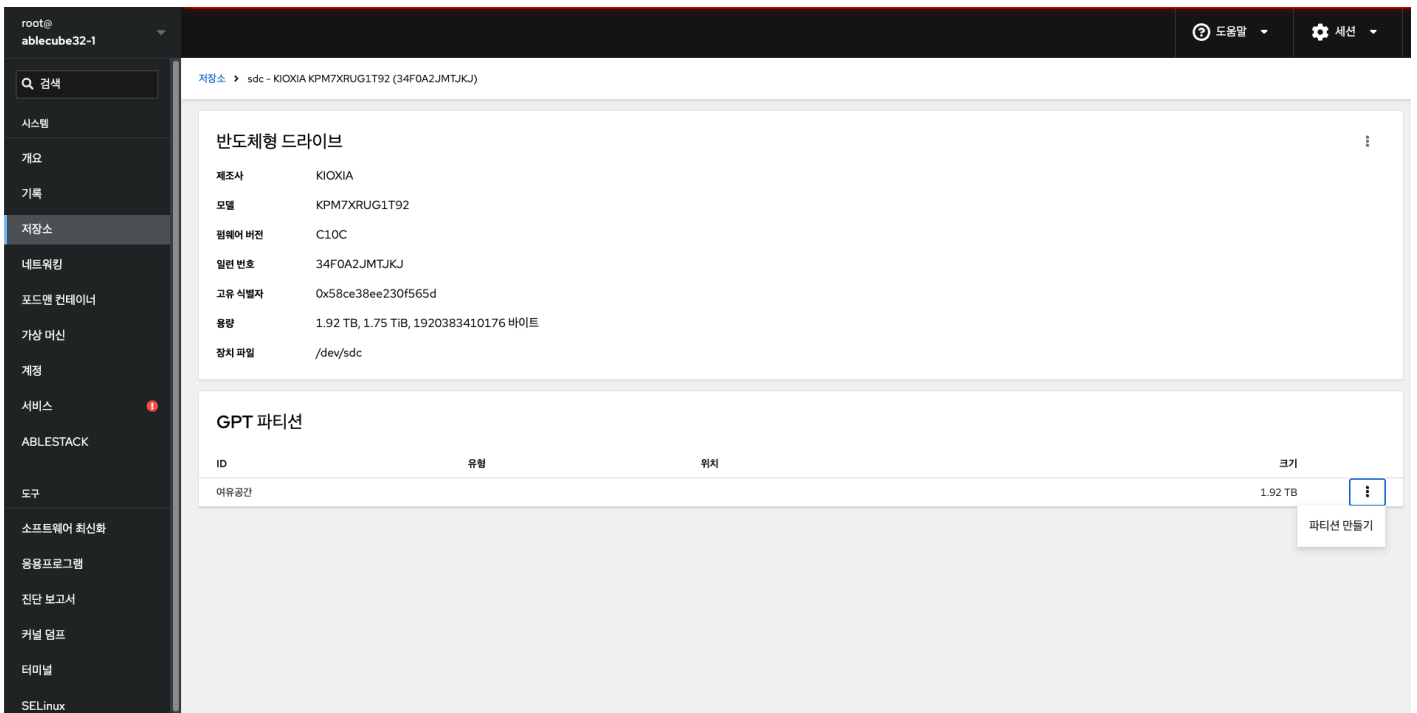 root@
ablecube32-1
도움말
세션
검색
시스템
개요
기록
저장소
네트워킹
포드맨 컨테이너
가상 머신
계정
서비스
ABLESTACK
도구
소프트웨어 최신화
응용프로그램
진단 보고서
커널 덤프
터미널
SELinux
저장소 > sdc - KIOXIA KPM7XRUG1T92 (34F0A2JMTJKJ)
반도체형 드라이브
제조사 KIOXIA
모델 KPM7XRUG1T92
펌웨어 버전 C10C
일련 번호 34F0A2JMTJKJ
고유 식별자 0x58ce38ee230f565d
용량 1.92 TB, 1.75 TiB, 1920383410176 바이트
장치 파일 /dev/sdc
GPT 파티션
ID 유형 위치 크기
여유공간 1.92 TB
파티션 만들기